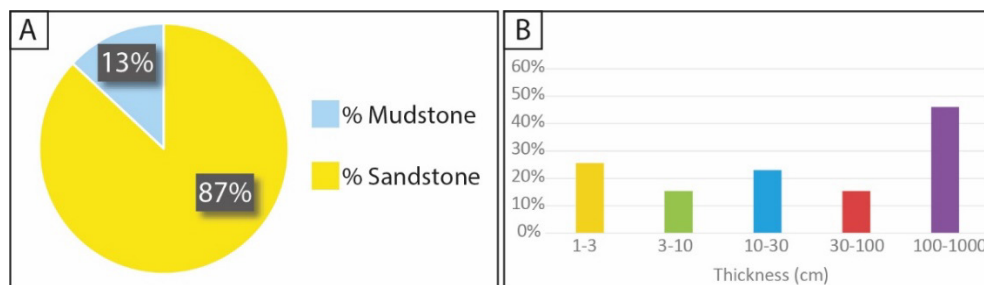 A
13%
% Mudstone
% Sandstone
87%
B
60%
50%
40%
30%
20%
10%
0%
1-3 3-10 10-30 30-100 100-1000
Thickness (cm)